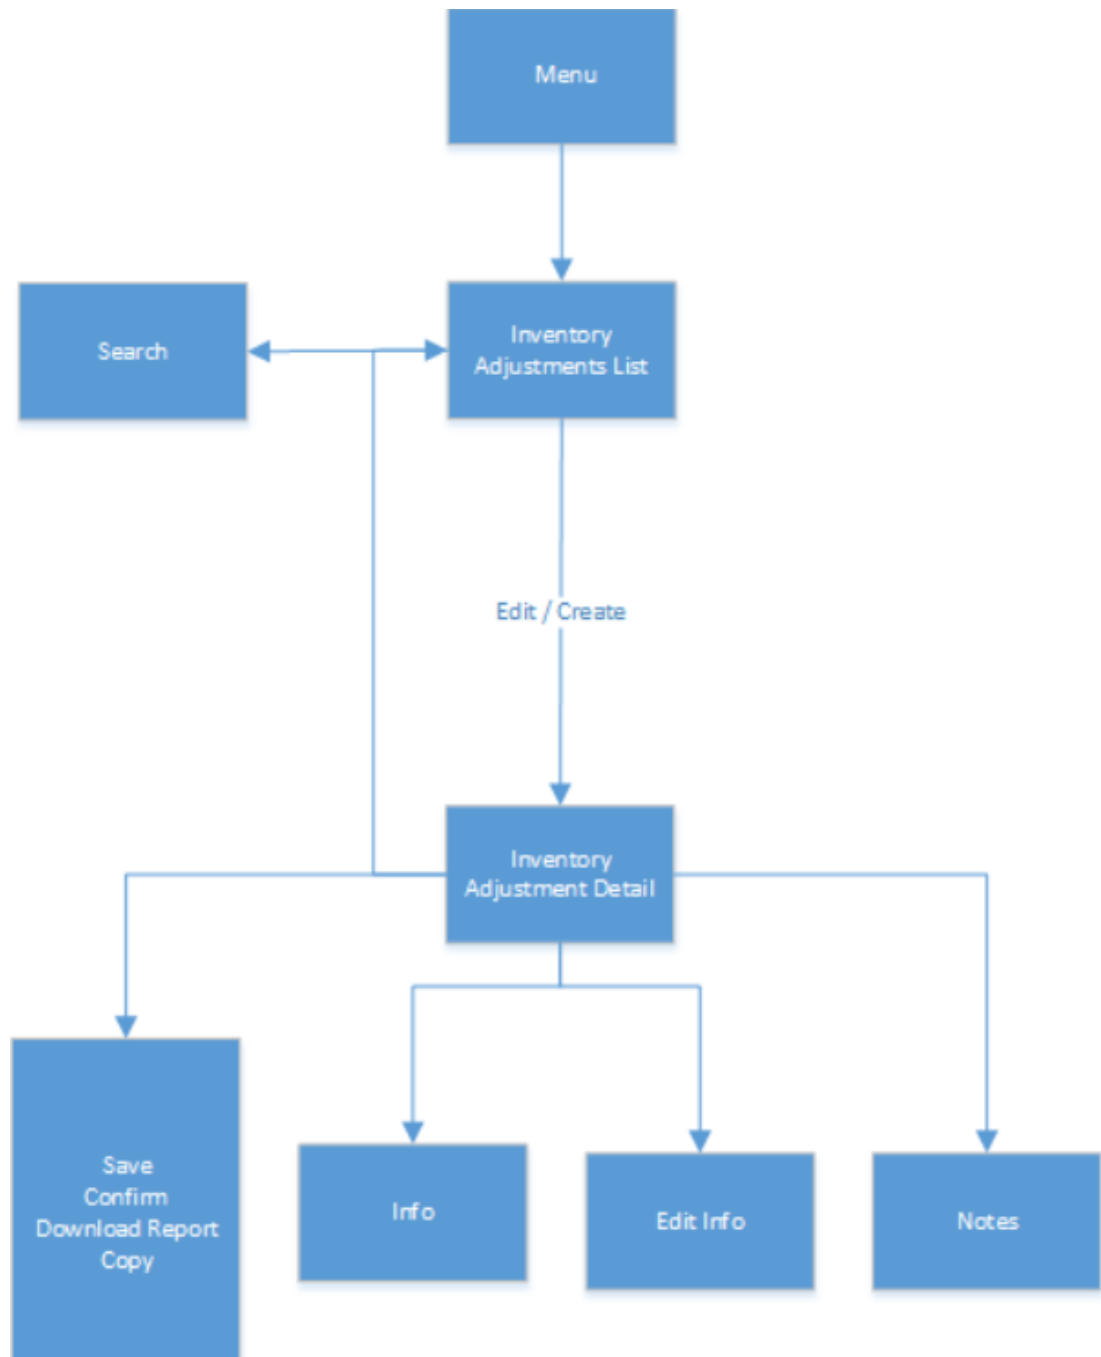 Menu
Search
Inventory
Adjustments List
Edit / Create
Inventory
Adjustment Detail
Save
Confirm
Download Report
Copy
Info
Edit Info
Notes